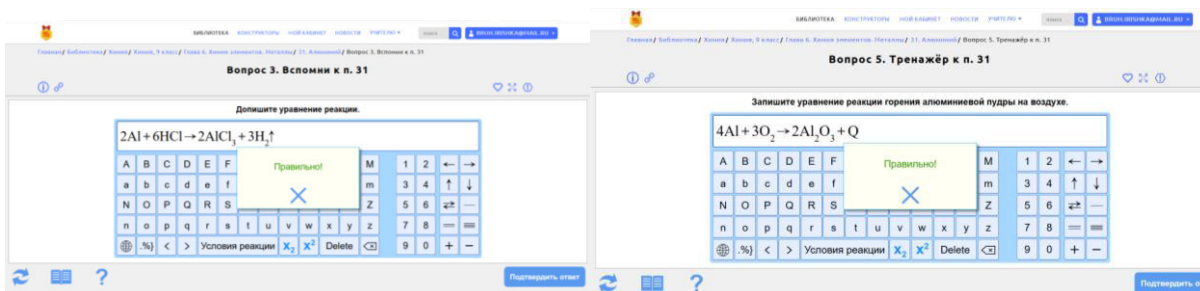 БИБЛИОТЕКА КОНСТРУКТОРЫ МОЙ КАБИНЕТ НОВОСТИ УЧИТЕЛЮ
Главная/ Библиотека/ Химия/ Химия, 9 класс/ Глава 6. Химия элементов. Металлы/ 31. Алюминий/ Вопрос 3. Вспомни к п. 31
Вопрос 3. Вспомни к п. 31
Допишите уравнение реакции.
2Al+6HCl→2AlCl₃+3H₂↑
A B C D E F M 1 2 ← →
Правильно!
a b c d e f m 3 4 ↑ ↓
N O P Q R S Z 5 6 ⇄ —
n o p q r s t u v w x y z 7 8 = ≡
.%} < > Условия реакции X₂ X² Delete 9 0 + −
?
Подтвердить ответ
БИБЛИОТЕКА КОНСТРУКТОРЫ МОЙ КАБИНЕТ НОВОСТИ УЧИТЕЛЮ
Главная/ Библиотека/ Химия/ Химия, 9 класс/ Глава 6. Химия элементов. Металлы/ 31. Алюминий/ Вопрос 5. Тренажёр к п. 31
Вопрос 5. Тренажёр к п. 31
Запишите уравнение реакции горения алюминиевой пудры на воздухе.
4Al+3O₂→2Al₂O₃+Q
A B C D E F M 1 2 ← →
Правильно!
a b c d e f m 3 4 ↑ ↓
N O P Q R S Z 5 6 ⇄ —
n o p q r s t u v w x y z 7 8 = ≡
.%} < > Условия реакции X₂ X² Delete 9 0 + −
?
Подтвердить о